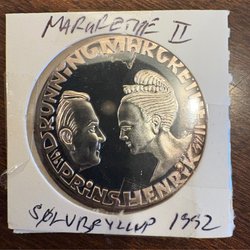 MARGRETHE II
DRONNING MARGRETHE II
PRINS HENRIK
SØLVBRYLLUP 1992